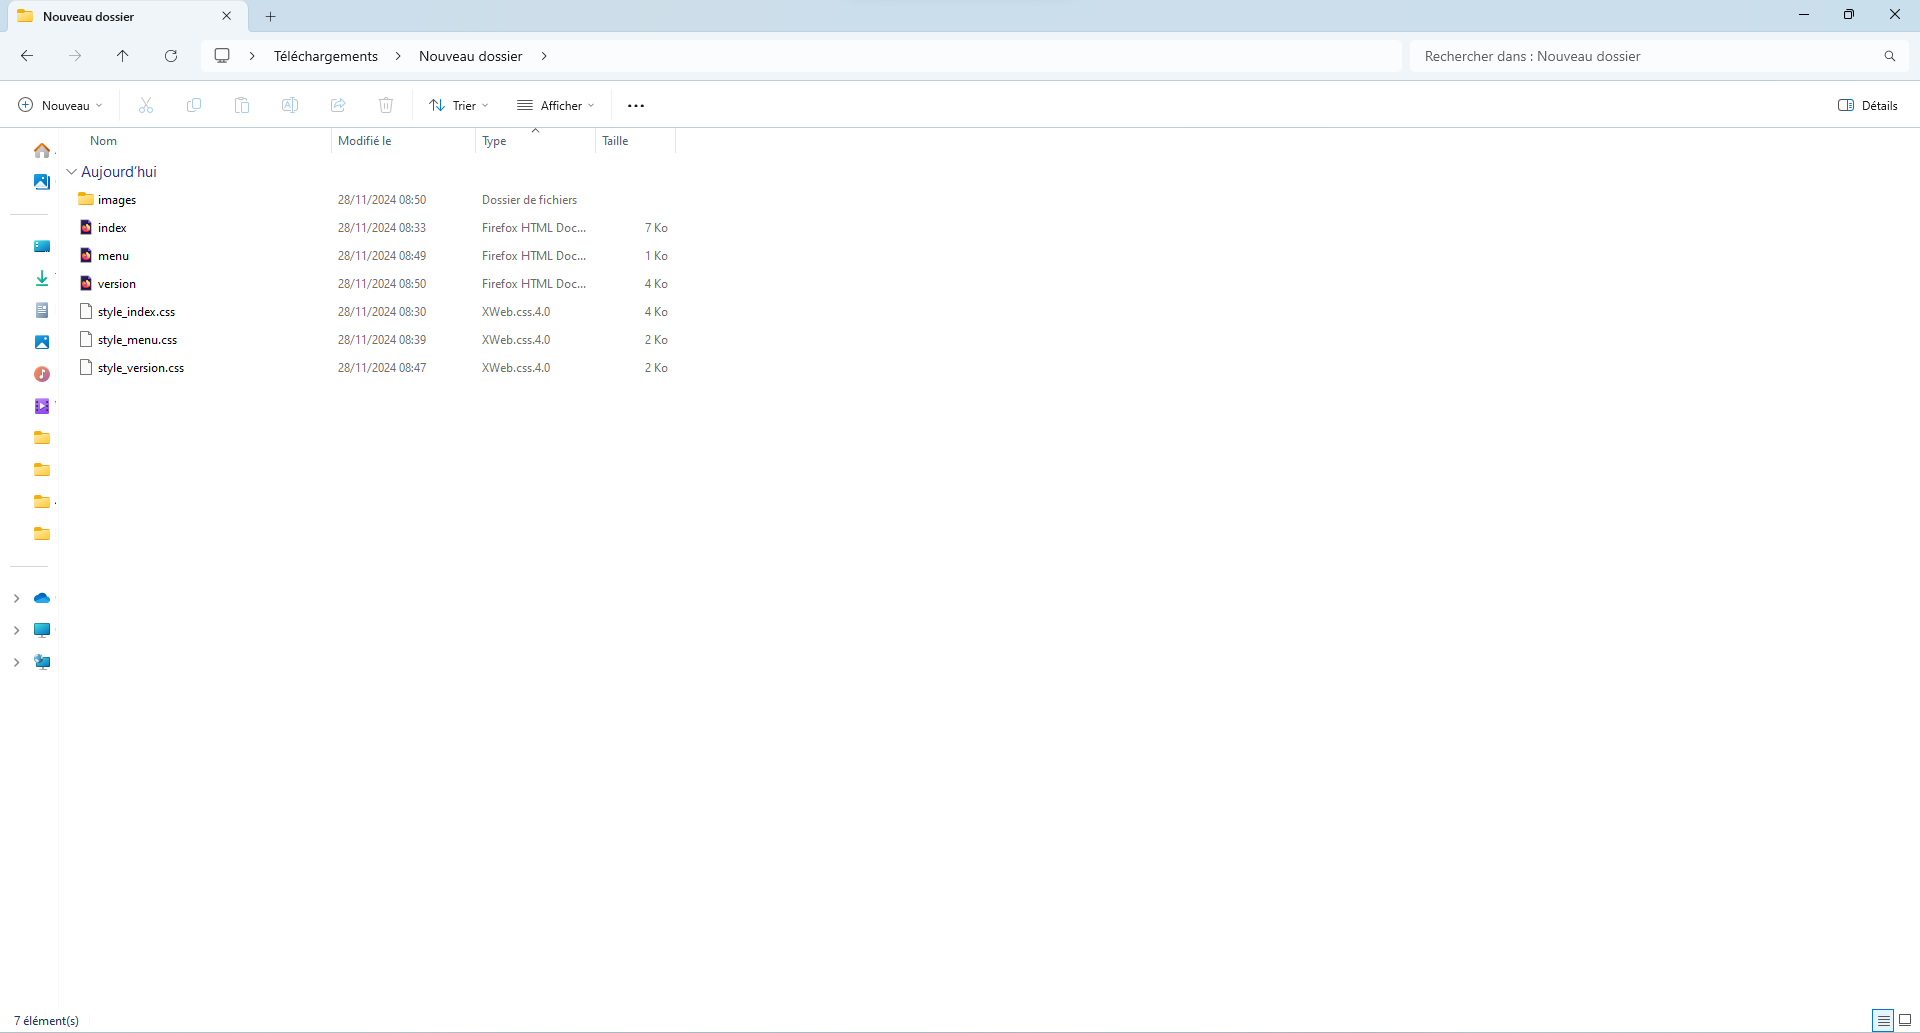 Nouveau dossier
Téléchargements Nouveau dossier Rechercher dans : Nouveau dossier
Nouveau Trier Afficher Détails
Nom Modifié le Type Taille
Aujourd'hui
images 28/11/2024 08:50 Dossier de fichiers
index 28/11/2024 08:33 Firefox HTML Doc... 7 Ko
menu 28/11/2024 08:49 Firefox HTML Doc... 1 Ko
version 28/11/2024 08:50 Firefox HTML Doc... 4 Ko
style_index.css 28/11/2024 08:30 XWeb.css.4.0 4 Ko
style_menu.css 28/11/2024 08:39 XWeb.css.4.0 2 Ko
style_version.css 28/11/2024 08:47 XWeb.css.4.0 2 Ko
7 élément(s)